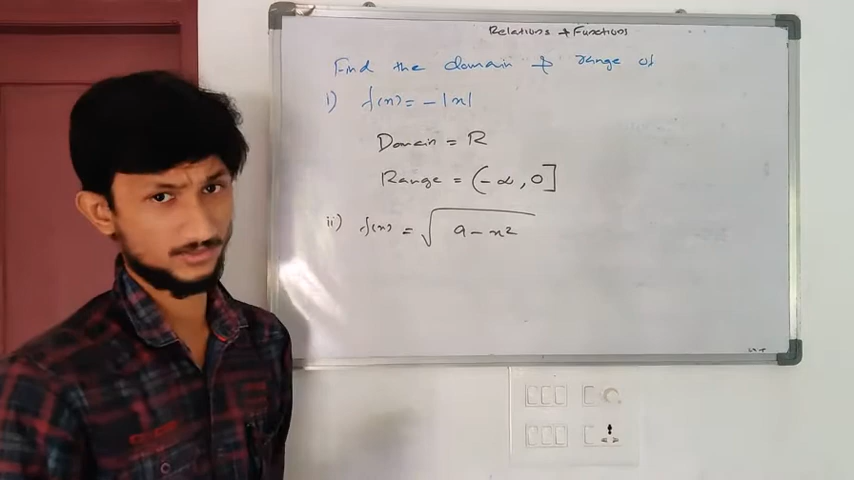 Relations & Functions
Find the domain & range of
i) f(x) = -|x|
Domain = R
Range = (-∞, 0]
ii) f(x) = √9-x²